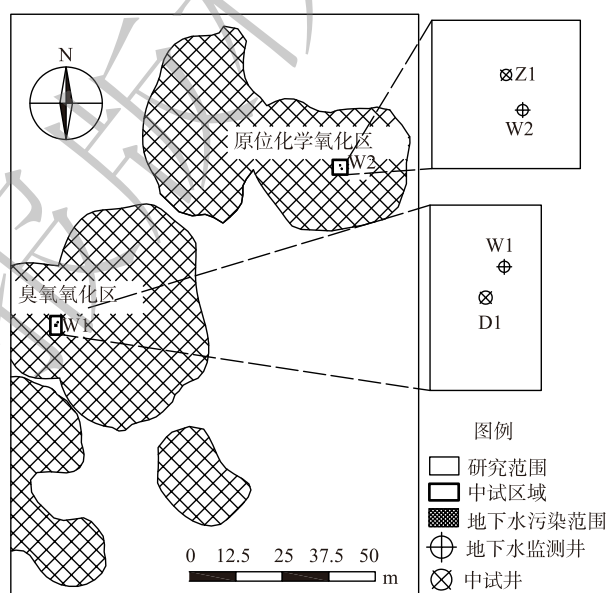 N
Z1
W2
原位化学氧化区
W2
W1
D1
臭氧氧化区
W1
图例
研究范围
中试区域
地下水污染范围
地下水监测井
中试井
0 12.5 25 37.5 50 m